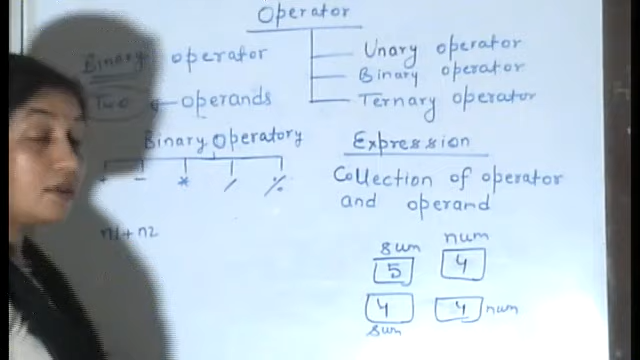 Operator
Unary operator
Binary operator
Ternary operator
Binary operator
Two operands
Binary Operatory
- * / %
n1+n2
Expression
Collection of operator
and operand
sum num
5 4
4 4 num
sum